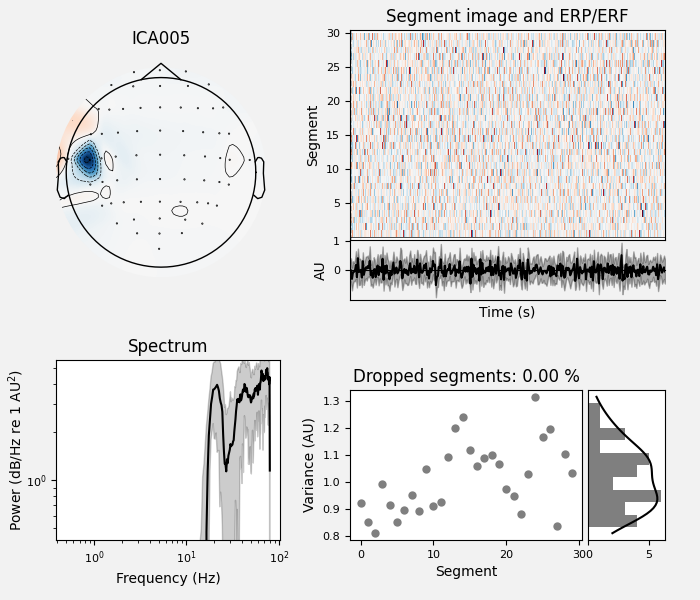 ICA005
Segment image and ERP/ERF
30
25
20
15
10
5
Segment
1
0
AU
Time (s)
Spectrum
Power (dB/Hz re 1 AU²)
10⁰
10⁰
10¹
10²
Frequency (Hz)
Dropped segments: 0.00 %
1.3
1.2
1.1
1.0
0.9
0.8
Variance (AU)
0
10
20
30
Segment
0
5